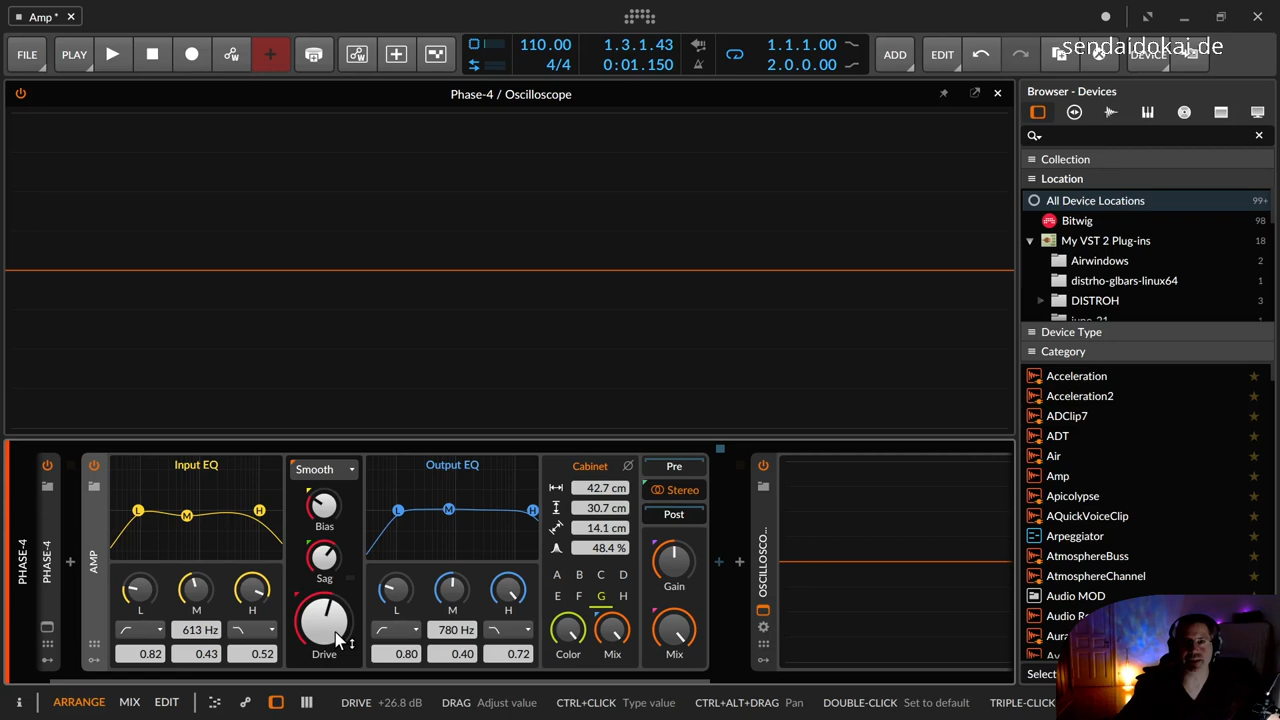 Amp *
sendaidokai.de
FILE
PLAY
110.00
4/4
1.3.1.43
0:01.150
1.1.1.00
2.0.0.00
ADD
EDIT
DEVICE
Phase-4 / Oscilloscope
Browser - Devices
Collection
Location
All Device Locations 99+
Bitwig 98
My VST 2 Plug-ins 18
Airwindows 2
distrho-glbars-linux64 1
DISTROH 3
Device Type
Category
Acceleration
Acceleration2
ADClip7
ADT
Air
Amp
Apicolypse
AQuickVoiceClip
Arpeggiator
AtmosphereBuss
AtmosphereChannel
Audio MOD
PHASE-4
PHASE-4
AMP
Input EQ
L
M
H
L
M
H
613 Hz
0.82
0.43
0.52
Smooth
Bias
Sag
Drive
Output EQ
L
M
H
L
M
H
780 Hz
0.80
0.40
0.72
Cabinet
42.7 cm
30.7 cm
14.1 cm
48.4 %
A B C D
E F G H
Color
Mix
Pre
Stereo
Post
Gain
Mix
OSCILLOSCO...
i
ARRANGE
MIX
EDIT
DRIVE +26.8 dB
DRAG Adjust value
CTRL+CLICK Type value
CTRL+ALT+DRAG Pan
DOUBLE-CLICK Set to default